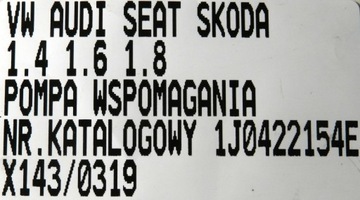 VW AUDI SEAT SKODA
1.4 1.6 1.8
POMPA WSPOMAGANIA
NR.KATALOGOWY 1J0422154E
X143/0319